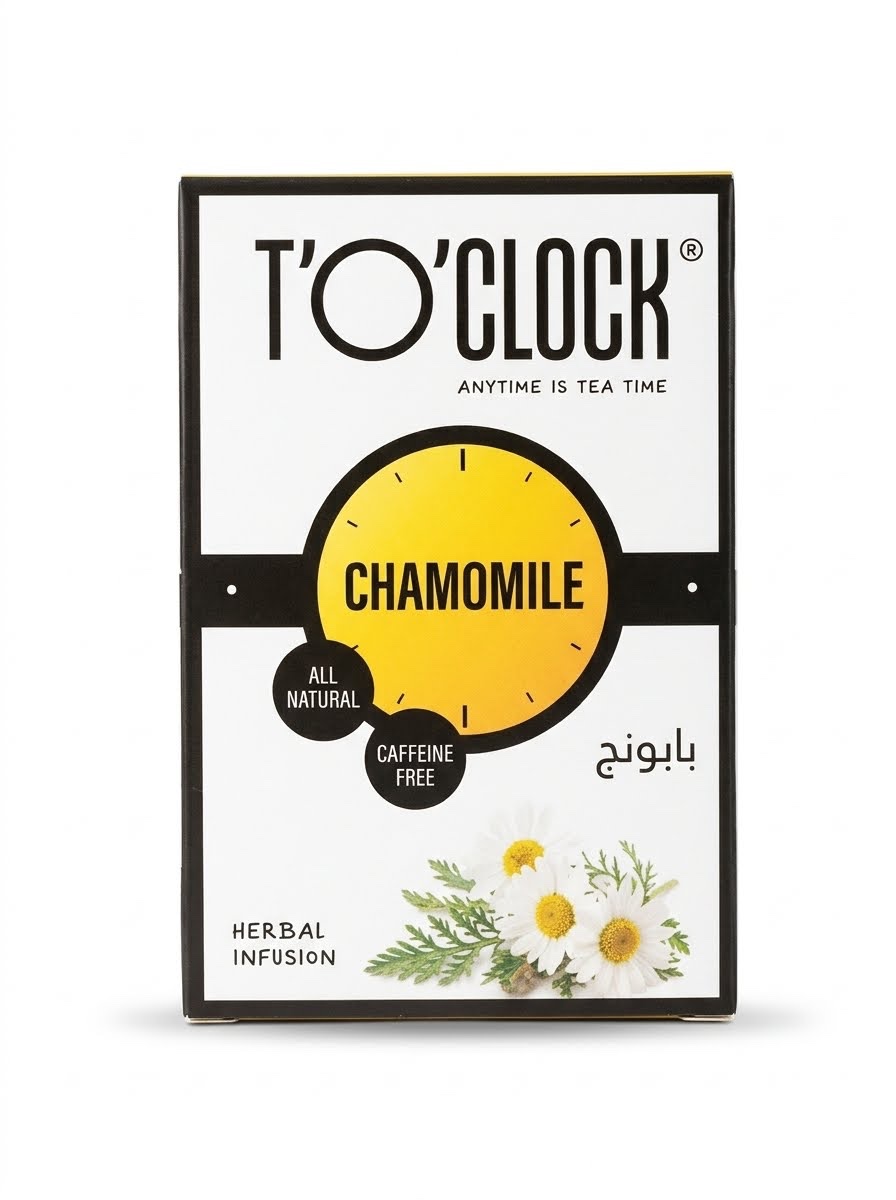 T'O'CLOCK®
ANYTIME IS TEA TIME
CHAMOMILE
ALL
NATURAL
CAFFEINE
FREE
بابونج
HERBAL
INFUSION